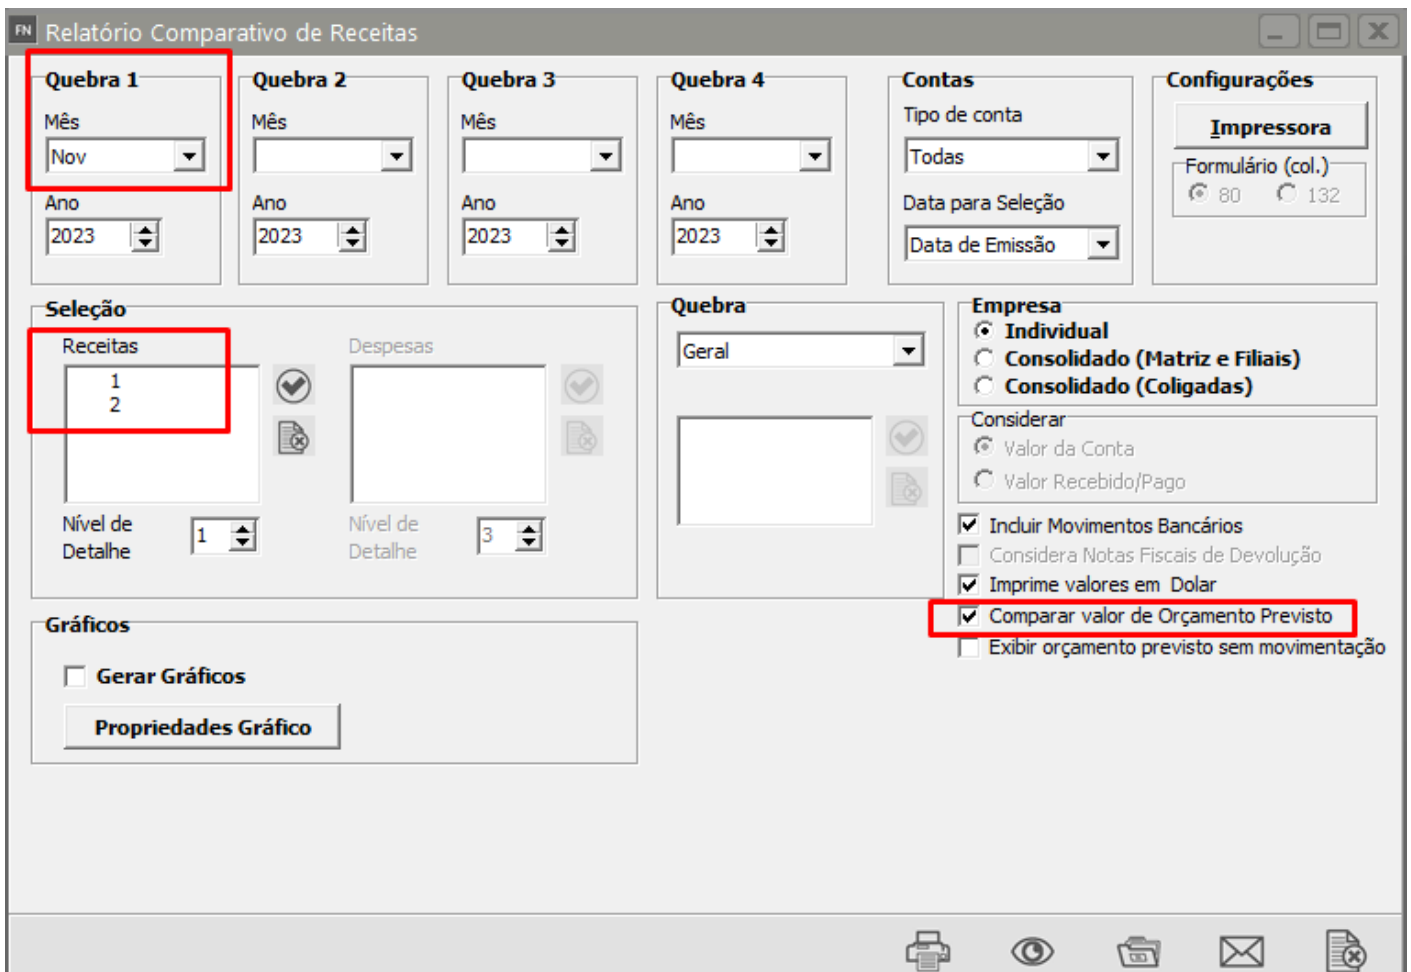 FN Relatório Comparativo de Receitas
Quebra 1
Mês
Nov
Ano
2023
Quebra 2
Mês
Ano
2023
Quebra 3
Mês
Ano
2023
Quebra 4
Mês
Ano
2023
Contas
Tipo de conta
Todas
Data para Seleção
Data de Emissão
Configurações
Impressora
Formulário (col.)
80 132
Seleção
Receitas
1
2
Nível de
Detalhe
1
Despesas
Nível de
Detalhe
3
Quebra
Geral
Empresa
Individual
Consolidado (Matriz e Filiais)
Consolidado (Coligadas)
Considerar
Valor da Conta
Valor Recebido/Pago
Incluir Movimentos Bancários
Considera Notas Fiscais de Devolução
Imprime valores em Dolar
Comparar valor de Orçamento Previsto
Exibir orçamento previsto sem movimentação
Gráficos
Gerar Gráficos
Propriedades Gráfico